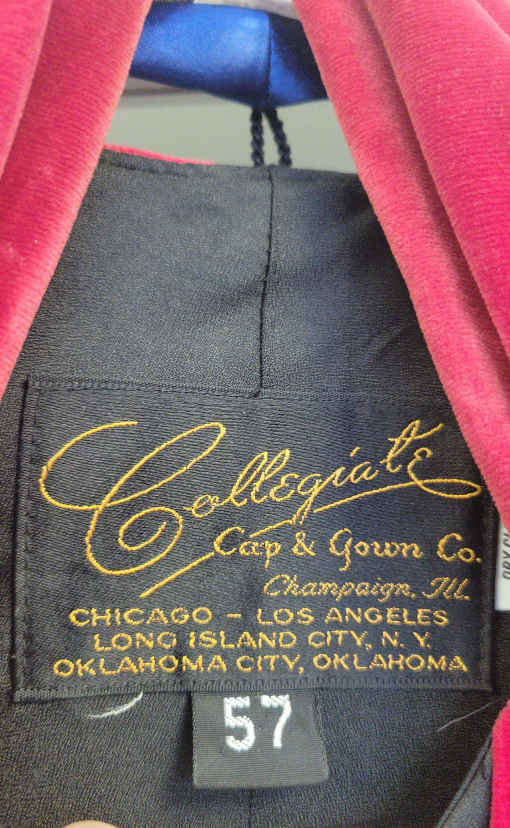 Collegiate
Cap & Gown Co.
Champaign, Ill.
CHICAGO – LOS ANGELES
LONG ISLAND CITY, N. Y.
OKLAHOMA CITY, OKLAHOMA
57